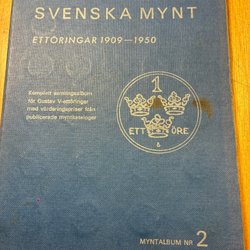 SVENSKA MYNT
ETTÖRINGAR 1909—1950
Komplett samlingsalbum
för Gustav V-ettöringar
med värderingspriser från
publicerade myntkataloger
1
ETT ÖRE
MYNTALBUM NR 2